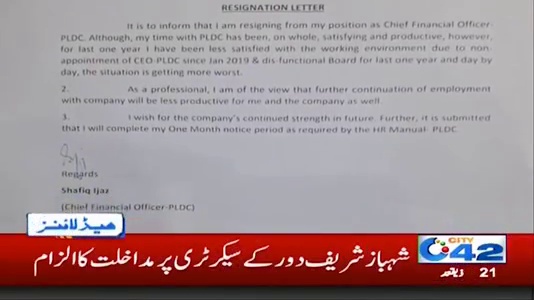 RESIGNATION LETTER
It is to inform that I am resigning from my position as Chief Financial Officer
PLDC. Although, my time with PLDC has been, on whole, satisfying and productive, however,
for last one year I have been less satisfied with the working environment due to non
appointment of CEO-PLDC since Jan 2019 & dis-functional Board for last one year and day by
day, the situation is getting more worst.
2. As a professional, I am of the view that further continuation of employment
with company will be less productive for me and the company as well.
3. I wish for the company's continued strength in future. Further, it is submitted
that I will complete my One Month notice period as required by the HR Manual- PLDC.
Regards
Shafiq Ijaz
(Chief Financial Officer-PLDC)
ہیڈلائنز
شہباز شریف دور کے سیکرٹری پر مداخلت کا الزام
CITY
42
21